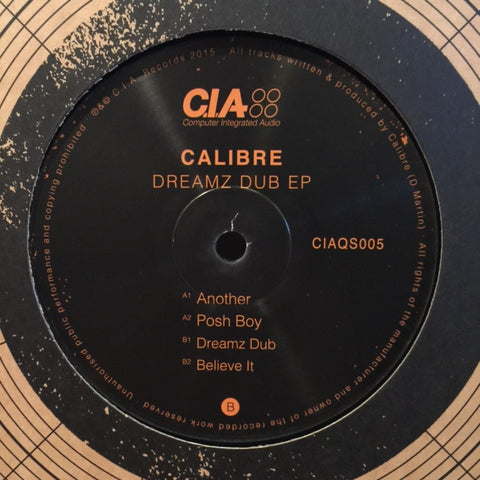 C.I.A
Computer Integrated Audio
CALIBRE
DREAMZ DUB EP
CIAQS005
A1 Another
A2 Posh Boy
B1 Dreamz Dub
B2 Believe It
B
℗&© C.I.A. Records 2015 . All tracks written & produced by Calibre (D Martin) . All rights of the manufacturer and owner of the recorded work reserved . Unauthorised public performance and copying prohibited